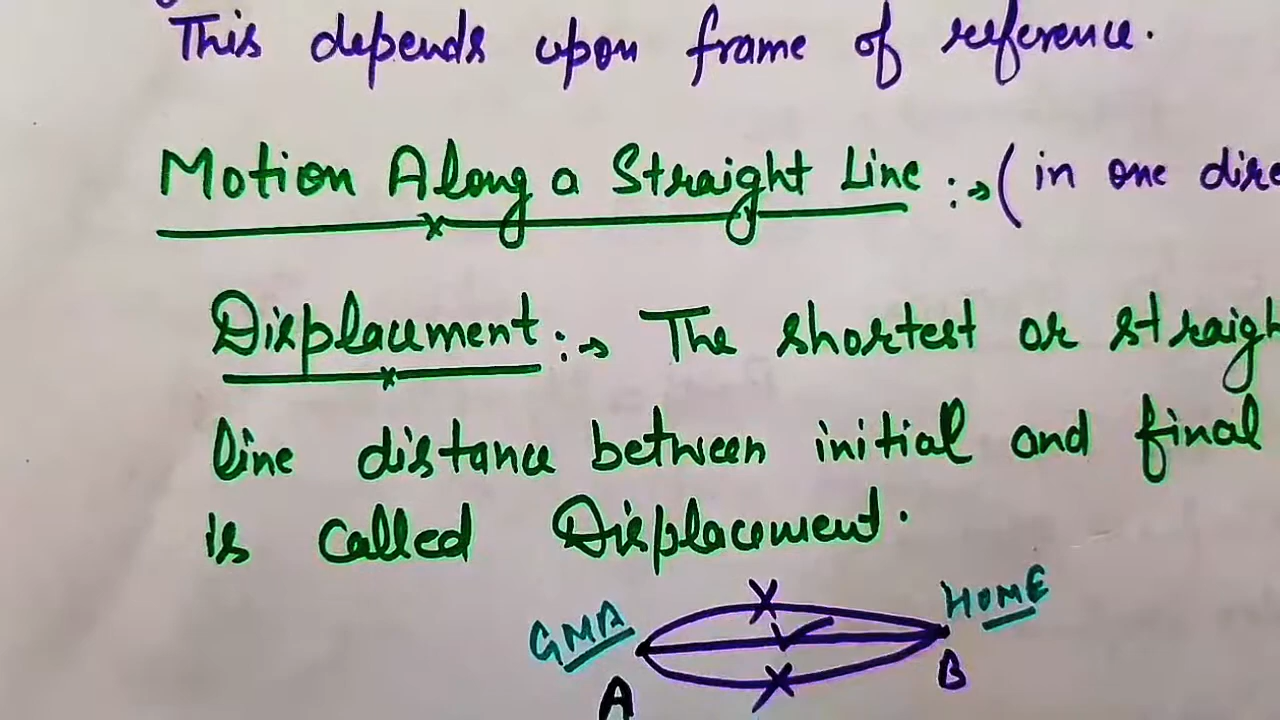 This depends upon frame of reference.
Motion Along a Straight Line :→ (in one dire
Displacement :→ The shortest or straigh
line distance between initial and final
is called Displacement.
GMA HOME
A B